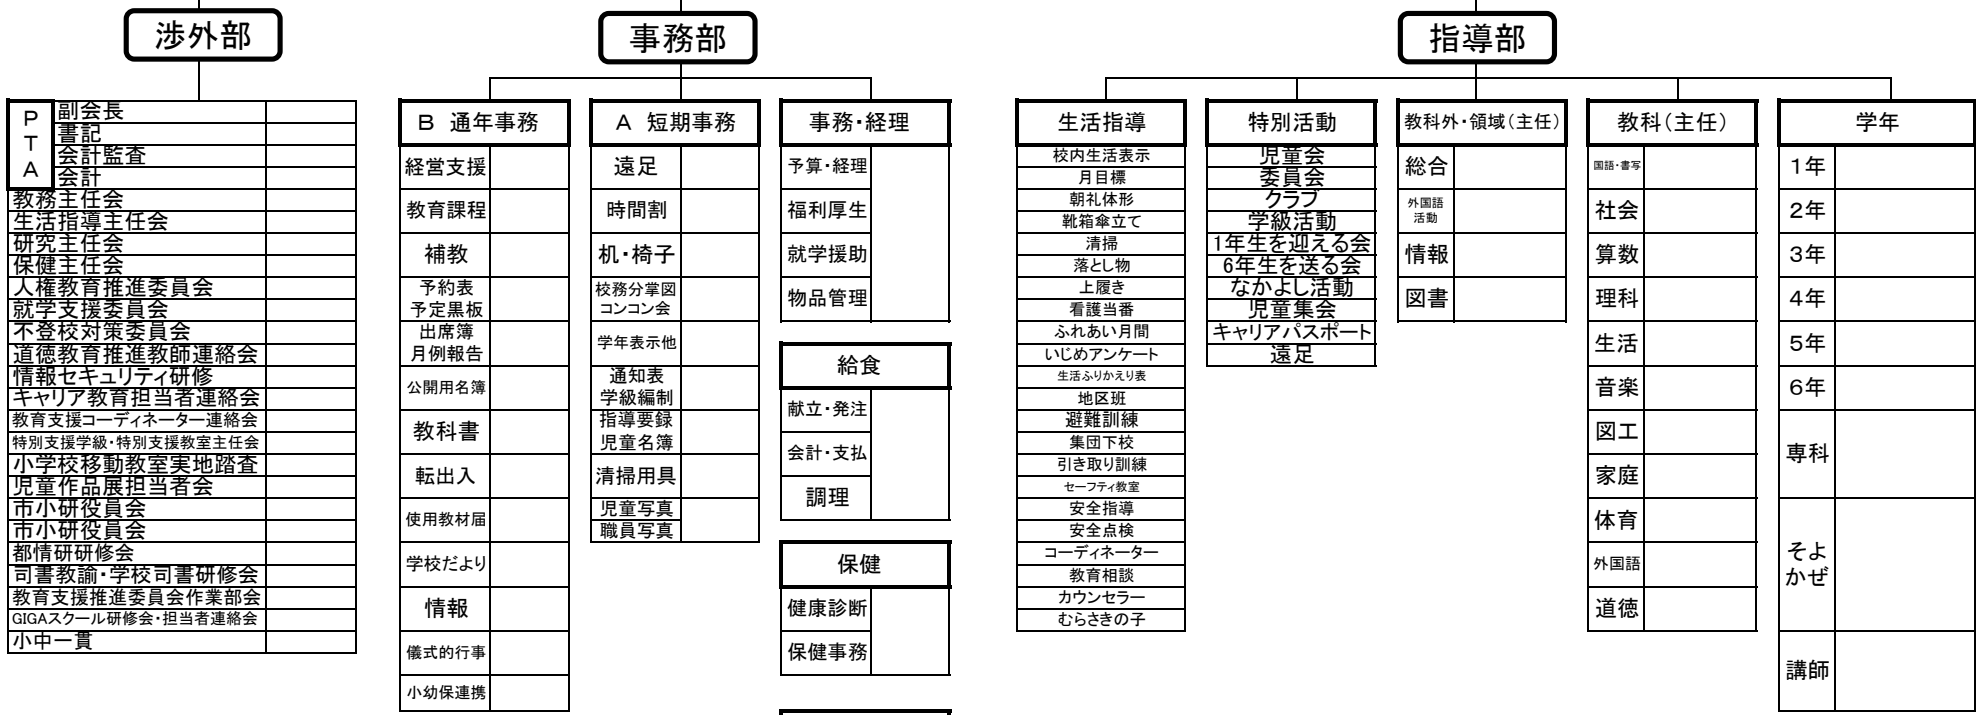 渉外部
PTA
副会長
書記
会計監査
会計
教務主任会
生活指導主任会
研究主任会
保健主任会
人権教育推進委員会
就学支援委員会
不登校対策委員会
道徳教育推進教師連絡会
情報セキュリティ研修
キャリア教育担当者連絡会
教育支援コーディネーター連絡会
特別支援学級・特別支援教室主任会
小学校移動教室実地踏査
児童作品展担当者会
市小研役員会
市小研役員会
都情研研修会
司書教諭・学校司書研修会
教育支援推進委員会作業部会
GIGAスクール研修会・担当者連絡会
小中一貫
事務部
B 通年事務
経営支援
教育課程
補教
予約表
予定黒板
出席簿
月例報告
公開用名簿
教科書
転出入
使用教材届
学校だより
情報
儀式的行事
小幼保連携
A 短期事務
遠足
時間割
机・椅子
校務分掌図
コンコン会
学年表示他
通知表
学級編制
指導要録
児童名簿
清掃用具
児童写真
職員写真
事務・経理
予算・経理
福利厚生
就学援助
物品管理
給食
献立・発注
会計・支払
調理
保健
健康診断
保健事務
指導部
生活指導
校内生活表示
月目標
朝礼体形
靴箱傘立て
清掃
落とし物
上履き
看護当番
ふれあい月間
いじめアンケート
生活ふりかえり表
地区班
避難訓練
集団下校
引き取り訓練
セーフティ教室
安全指導
安全点検
コーディネーター
教育相談
カウンセラー
むらさきの子
特別活動
児童会
委員会
クラブ
学級活動
1年生を迎える会
6年生を送る会
なかよし活動
児童集会
キャリアパスポート
遠足
教科外・領域(主任)
総合
外国語
活動
情報
図書
教科(主任)
国語・書写
社会
算数
理科
生活
音楽
図工
家庭
体育
外国語
道徳
学年
1年
2年
3年
4年
5年
6年
専科
そよ
かぜ
講師